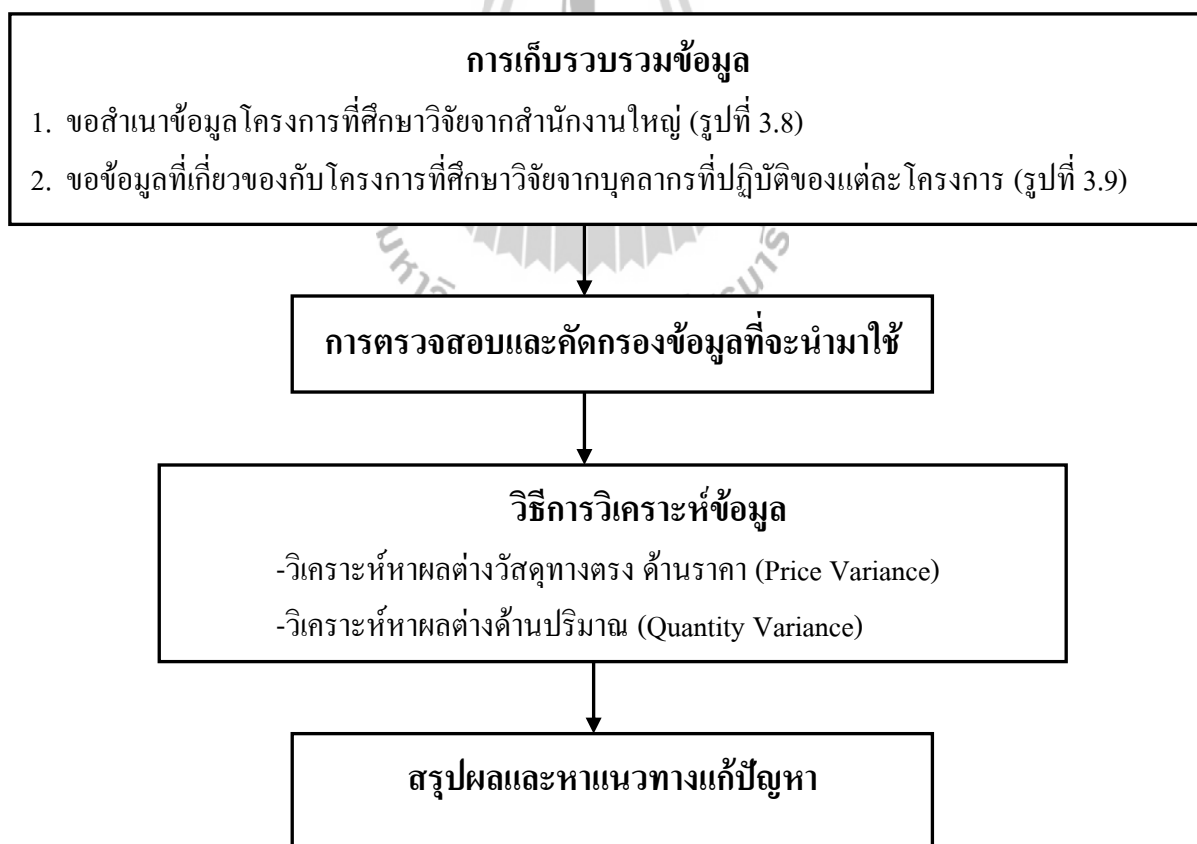 การเก็บรวบรวมข้อมูล
1. ขอสำเนาข้อมูลโครงการที่ศึกษาวิจัยจากสำนักงานใหญ่ (รูปที่ 3.8)
2. ขอข้อมูลที่เกี่ยวของกับโครงการที่ศึกษาวิจัยจากบุคลากรที่ปฏิบัติของแต่ละโครงการ (รูปที่ 3.9)
การตรวจสอบและคัดกรองข้อมูลที่จะนำมาใช้
วิธีการวิเคราะห์ข้อมูล
-วิเคราะห์หาผลต่างวัสดุทางตรง ด้านราคา (Price Variance)
-วิเคราะห์หาผลต่างด้านปริมาณ (Quantity Variance)
สรุปผลและหาแนวทางแก้ปัญหา